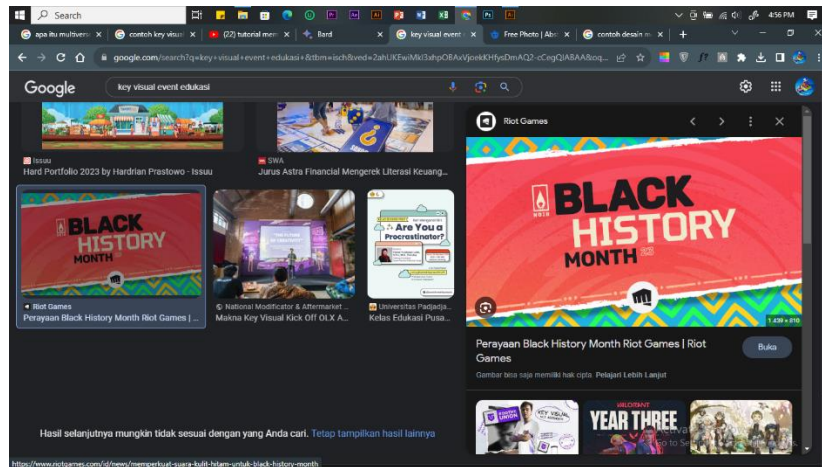 Search
4:56 PM
apa itu multivers
contoh key visu
(22) tutorial mem
Bard
key visual event e
Free Photo | Abst
contoh desain m
google.com/search?q=key+visual+event+edukasi+&tbm=isch&ved=
Google
key visual event edukasi
Issuu
Hard Portfolio 2023 by Hardrian Prastowo - Issuu
SWA
Jurus Astra Financial Mengerek Literasi Keuang...
BLACK
HISTORY
MONTH 23
Riot Games
Perayaan Black History Month Riot Games | ...
National Modificator & Aftermarket ...
Makna Key Visual Kick Off OLX A...
Are You a
Procrastinator?
Universitas Padjadja...
Kelas Edukasi Pusa...
Hasil selanjutnya mungkin tidak sesuai dengan yang Anda cari. Tetap tampilkan hasil lainnya
https://www.riotgames.com/id/news/memperkuat-suara-kulit-hitam-untuk-black-history-month
Riot Games
NOIR
BLACK
HISTORY
MONTH 23
1.439 × 810
Perayaan Black History Month Riot Games | Riot
Games
Buka
Gambar bisa saja memiliki hak cipta. Pelajari Lebih Lanjut
UNION
KEY VISUAL
VALORANT
YEAR THREE